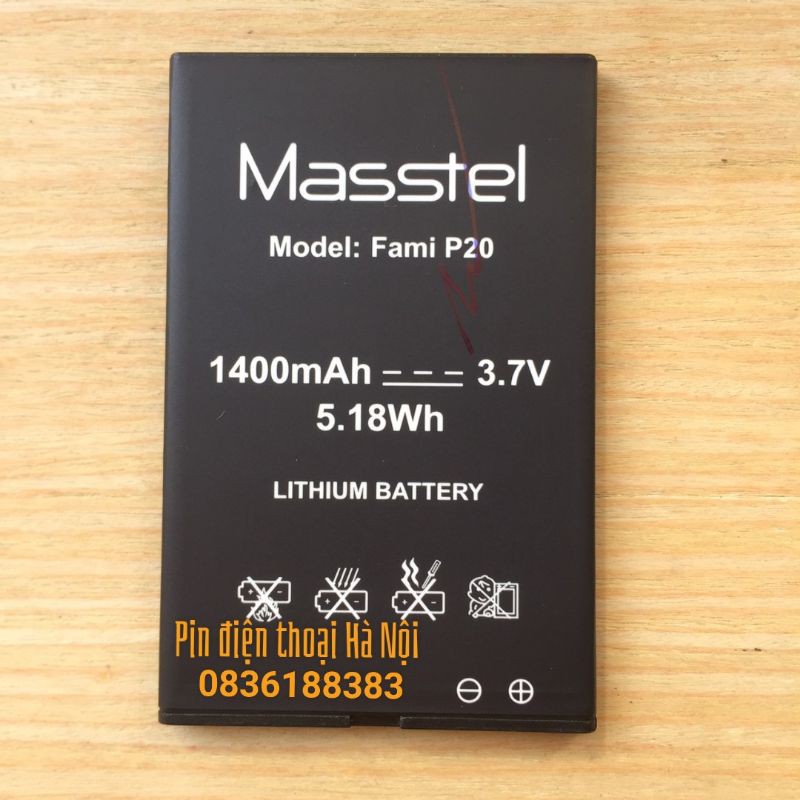 Masstel
Model: Fami P20
1400mAh 3.7V
5.18Wh
LITHIUM BATTERY
Pin điện thoại Hà Nội
0836188383